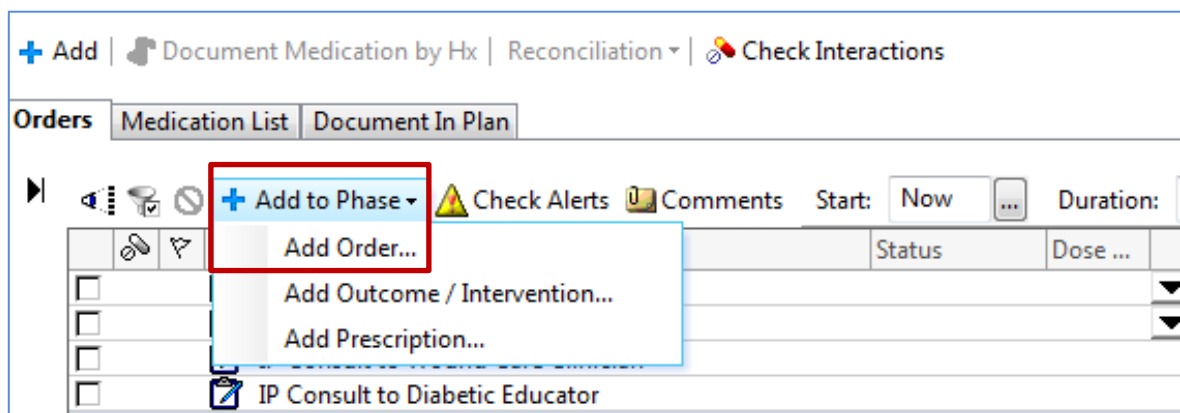 Add Document Medication by Hx Reconciliation Check Interactions
Orders Medication List Document In Plan
Add to Phase Check Alerts Comments Start: Now ... Duration:
Add Order... Status Dose ...
Add Outcome / Intervention...
Add Prescription...
IP Consult to Diabetic Educator